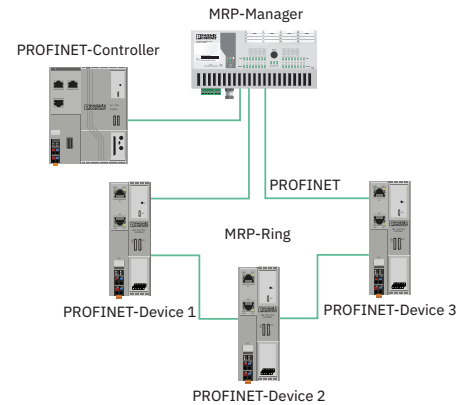 MRP-Manager
PROFINET-Controller
PROFINET
MRP-Ring
PROFINET-Device 1
PROFINET-Device 3
PROFINET-Device 2